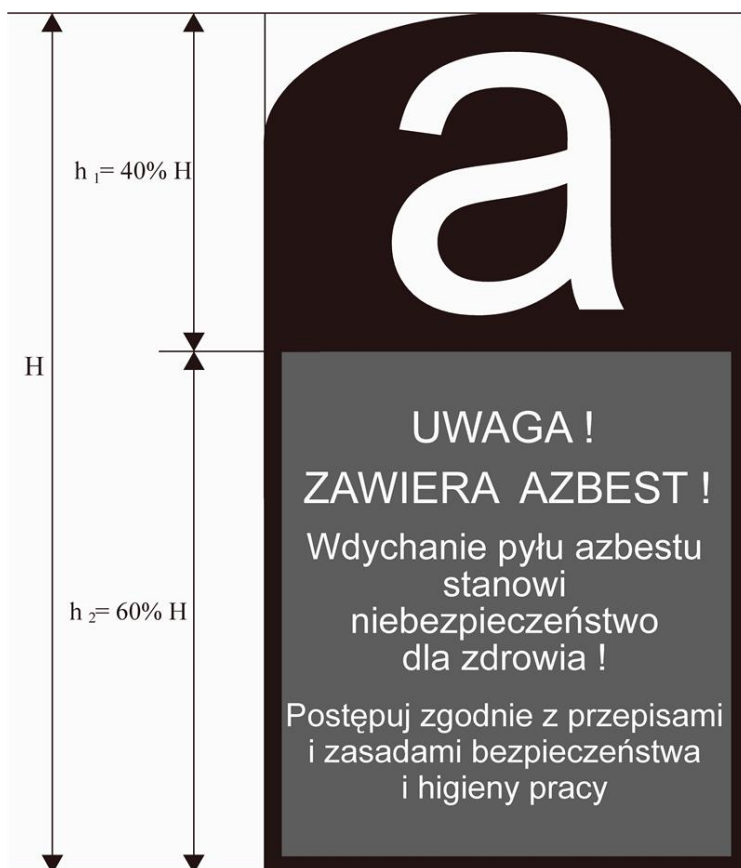 a
h 1= 40% H
H
UWAGA !
ZAWIERA AZBEST !
Wdychanie pyłu azbestu
stanowi
niebezpieczeństwo
dla zdrowia !
h 2= 60% H
Postępuj zgodnie z przepisami
i zasadami bezpieczeństwa
i higieny pracy